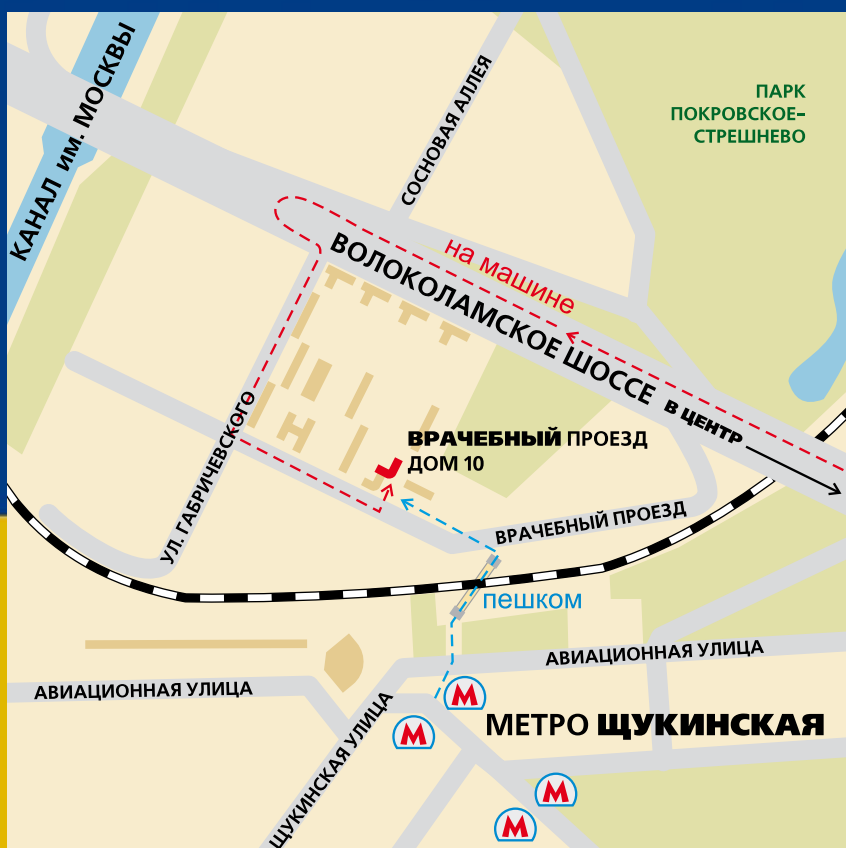 КАНАЛ им. МОСКВЫ
СОСНОВАЯ АЛЛЕЯ
ПАРК
ПОКРОВСКОЕ-
СТРЕШНЕВО
на машине
ВОЛОКОЛАМСКОЕ ШОССЕ
В ЦЕНТР
УЛ. ГАБРИЧЕВСКОГО
ВРАЧЕБНЫЙ ПРОЕЗД
ДОМ 10
ВРАЧЕБНЫЙ ПРОЕЗД
пешком
АВИАЦИОННАЯ УЛИЦА
АВИАЦИОННАЯ УЛИЦА
ЩУКИНСКАЯ УЛИЦА
М
М
МЕТРО ЩУКИНСКАЯ
М
М